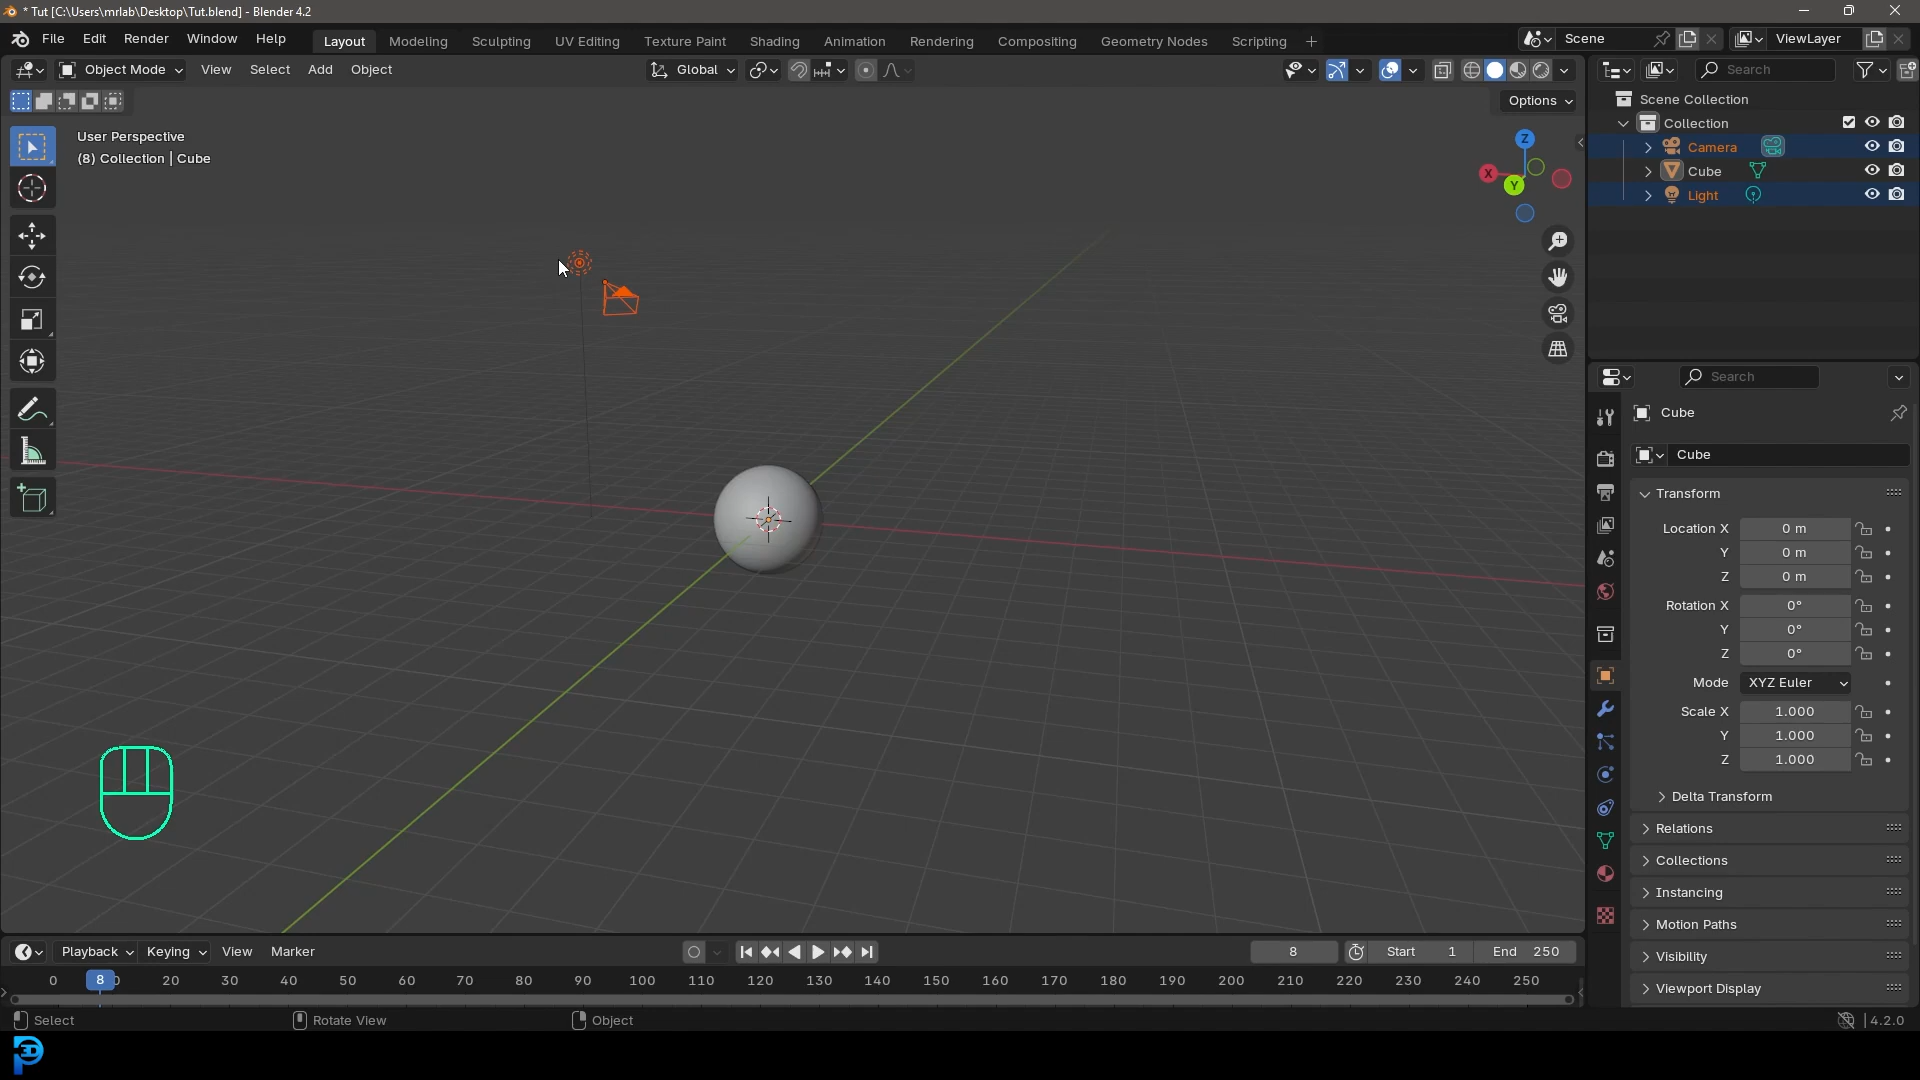 * Tut [C:\Users\mrlab\Desktop\Tut.blend] - Blender 4.2
File Edit Render Window Help Layout Modeling Sculpting UV Editing Texture Paint Shading Animation Rendering Compositing Geometry Nodes Scripting + Scene ViewLayer
Object Mode View Select Add Object Global Search
Options
User Perspective
(8) Collection | Cube
Z
X
Y
Scene Collection
Collection
Camera
Cube
Light
Search
Cube
Cube
Transform
Location X 0 m
Y 0 m
Z 0 m
Rotation X 0°
Y 0°
Z 0°
Mode XYZ Euler
Scale X 1.000
Y 1.000
Z 1.000
Delta Transform
Relations
Collections
Instancing
Motion Paths
Visibility
Viewport Display
Playback Keying View Marker 8 Start 1 End 250
0 8 20 30 40 50 60 70 80 90 100 110 120 130 140 150 160 170 180 190 200 210 220 230 240 250
Select Rotate View Object 4.2.0
3D